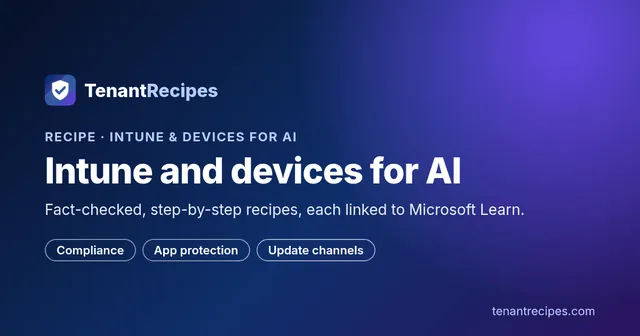 TenantRecipes
RECIPE · INTUNE & DEVICES FOR AI
Intune and devices for AI
Fact-checked, step-by-step recipes, each linked to Microsoft Learn.
Compliance
App protection
Update channels
tenantrecipes.com